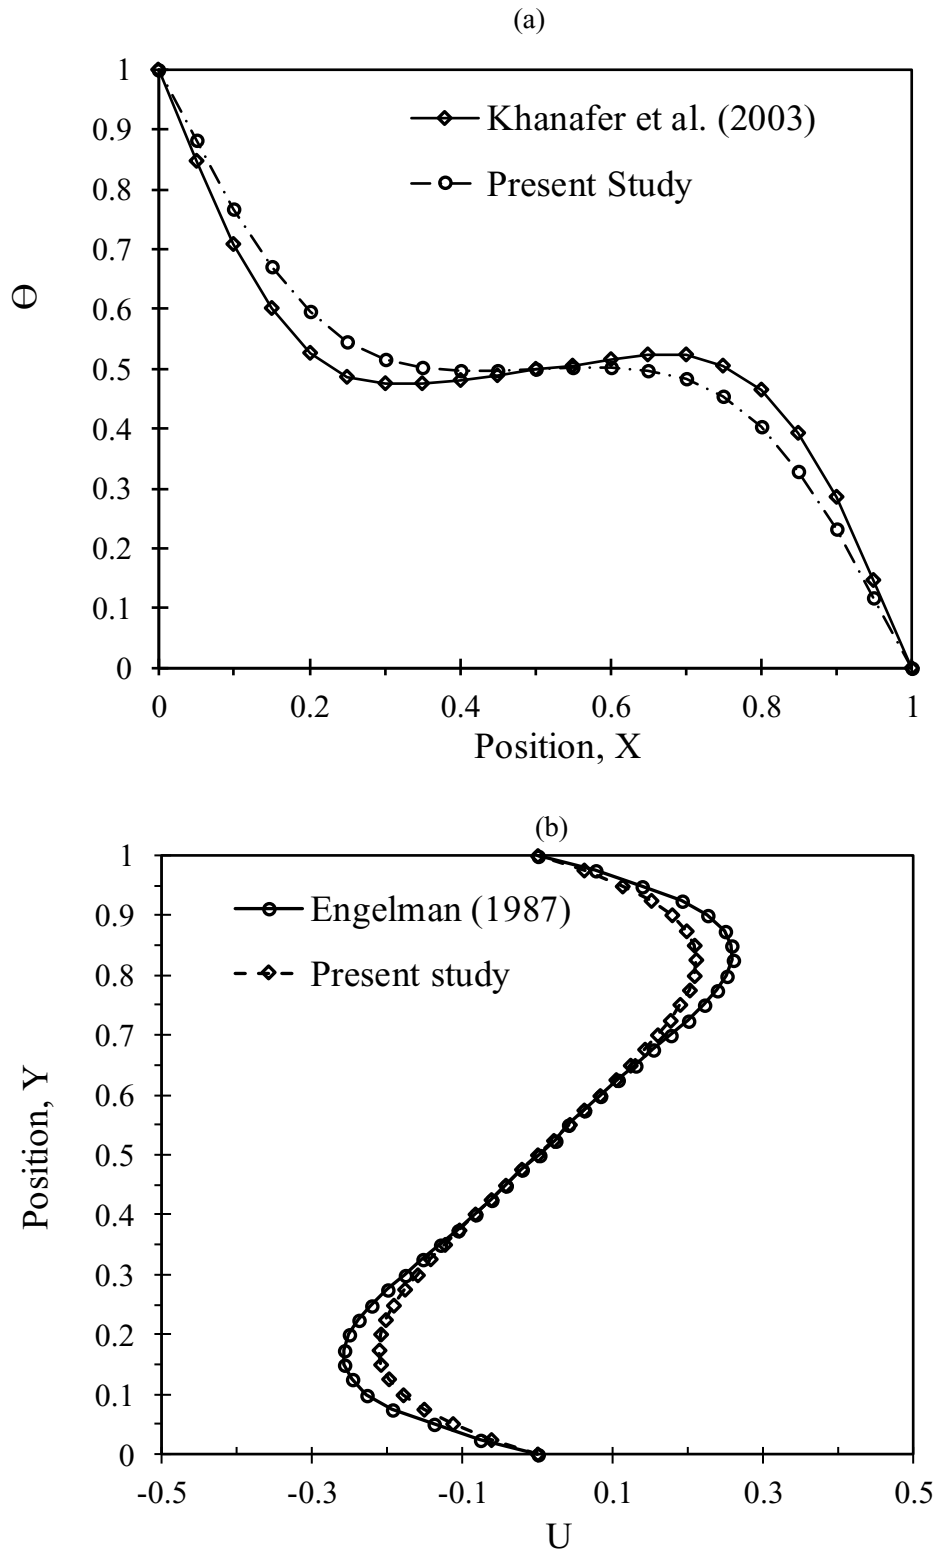 (a)
1
0.9
0.8
0.7
0.6
0.5
0.4
0.3
0.2
0.1
0
Khanafer et al. (2003)
Present Study
Θ
0 0.2 0.4 0.6 0.8 1
Position, X
(b)
1
0.9
0.8
0.7
0.6
0.5
0.4
0.3
0.2
0.1
0
Engelman (1987)
Present study
Position, Y
-0.5 -0.3 -0.1 0.1 0.3 0.5
U